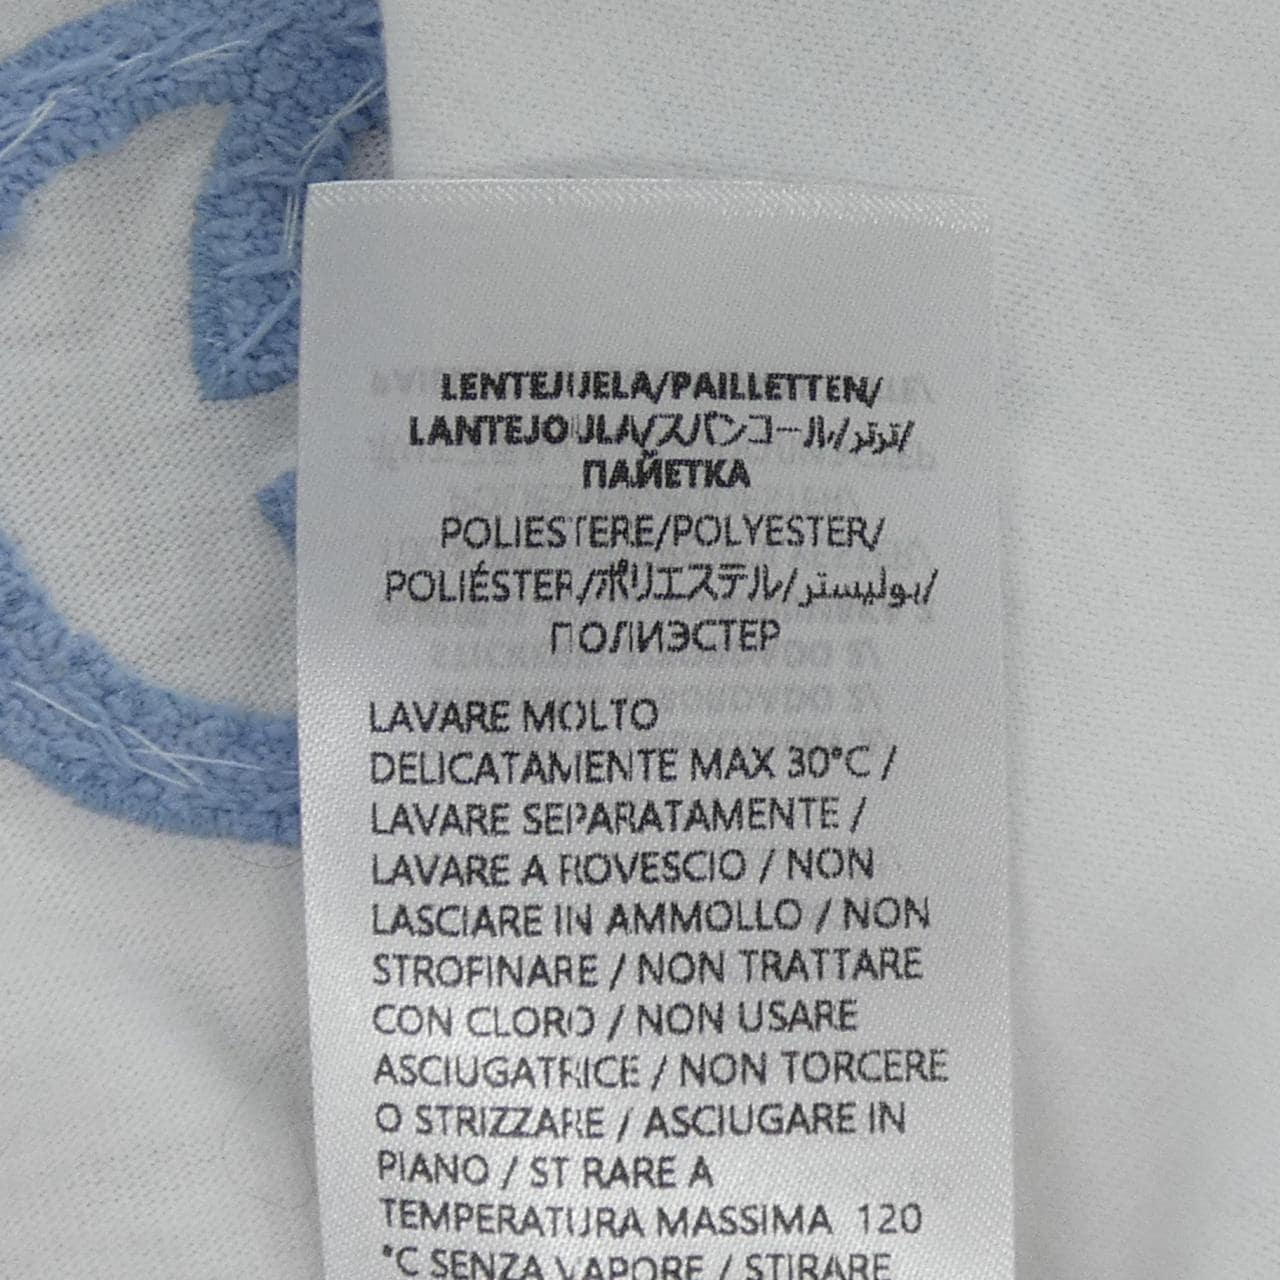 LENTEJUELA/PAILLETTEN/
LANTEJOULA/スパンコール/ترتر/
ПАЙЕТКА
POLIESTERE/POLYESTER/
POLIÉSTER/ポリエステル/بوليستر/
ПОЛИЭСТЕР
LAVARE MOLTO
DELICATAMENTE MAX 30°C /
LAVARE SEPARATAMENTE /
LAVARE A ROVESCIO / NON
LASCIARE IN AMMOLLO / NON
STROFINARE / NON TRATTARE
CON CLORO / NON USARE
ASCIUGATRICE / NON TORCERE
O STRIZZARE / ASCIUGARE IN
PIANO / ST RARE A
TEMPERATURA MASSIMA 120
°C SENZA VAPORE / STIRARE